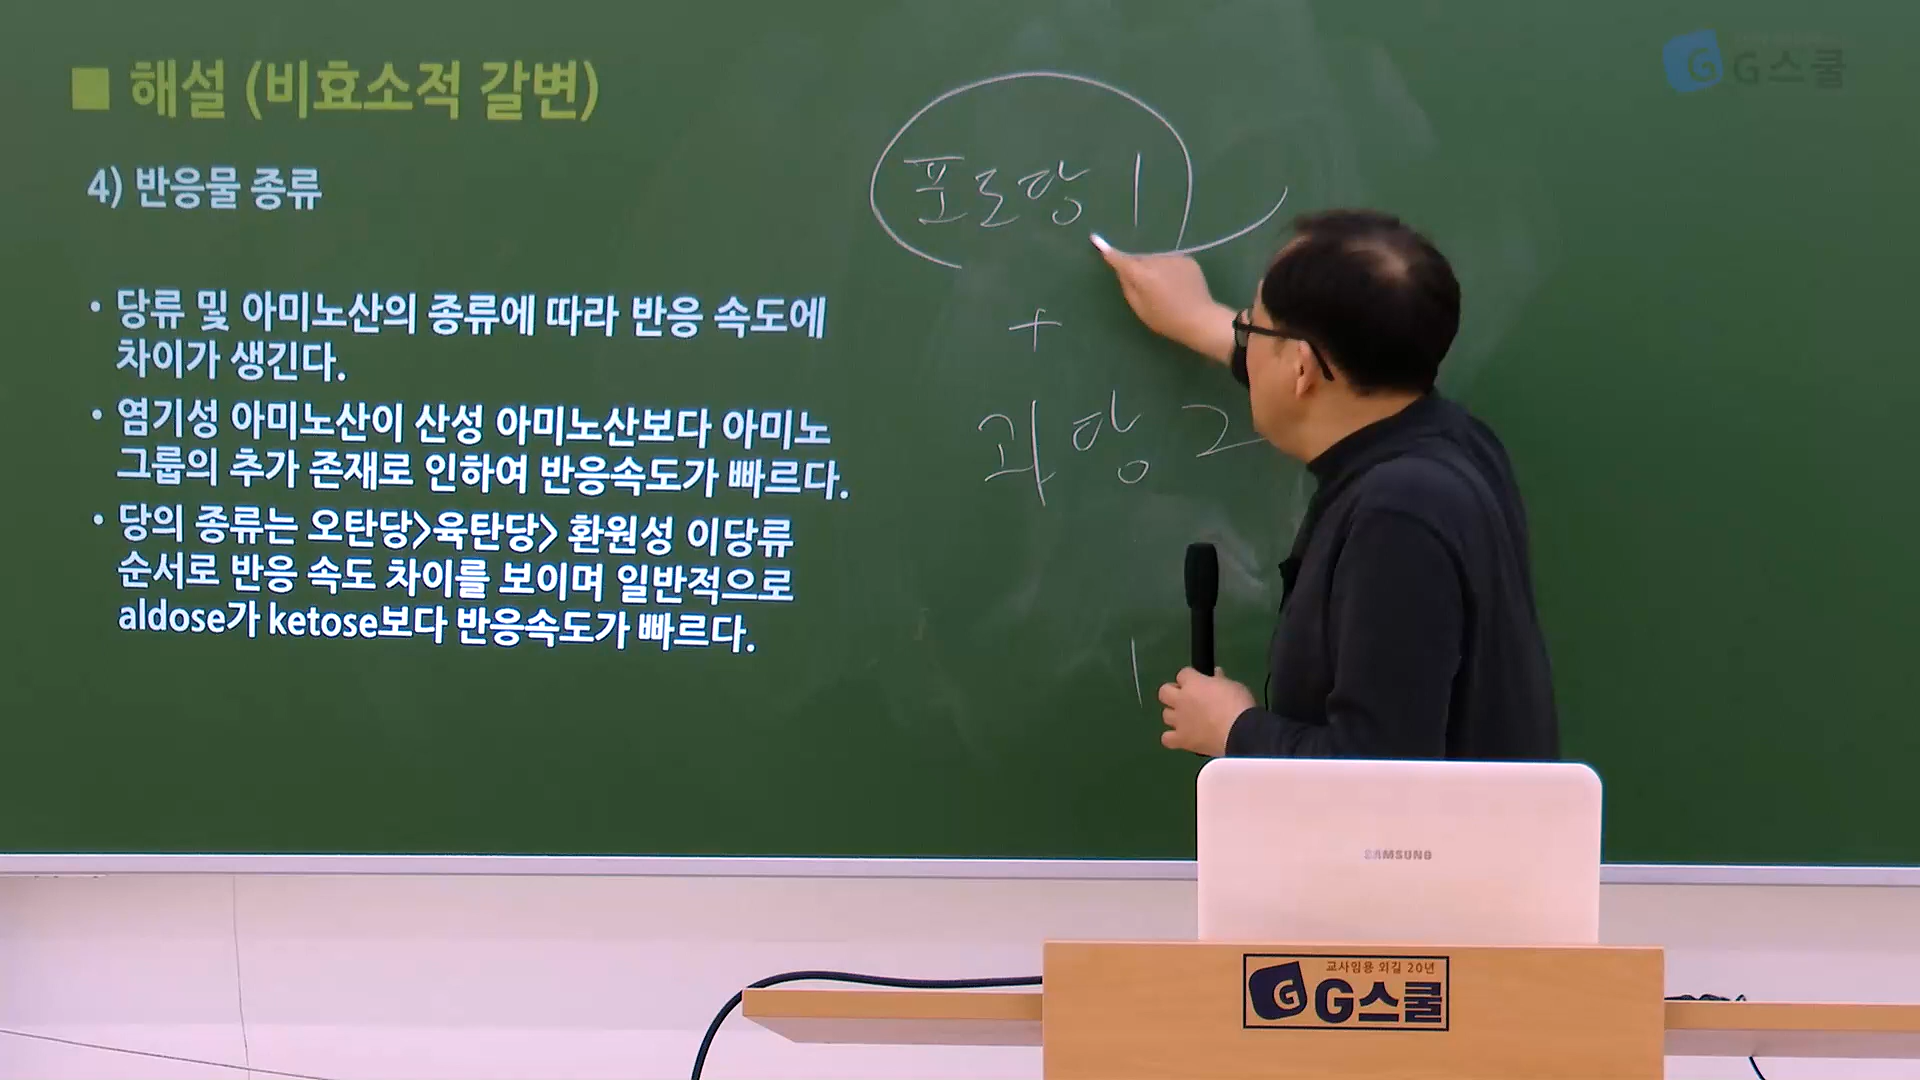 ■ 해설 (비효소적 갈변)
4) 반응물 종류
• 당류 및 아미노산의 종류에 따라 반응 속도에
차이가 생긴다.
• 염기성 아미노산이 산성 아미노산보다 아미노
그룹의 추가 존재로 인하여 반응속도가 빠르다.
• 당의 종류는 오탄당>육탄당> 환원성 이당류
순서로 반응 속도 차이를 보이며 일반적으로
aldose가 ketose보다 반응속도가 빠르다.
포도당 1
+
과당 2
1
G스쿨
SAMSUNG
교사임용 외길 20년
G스쿨